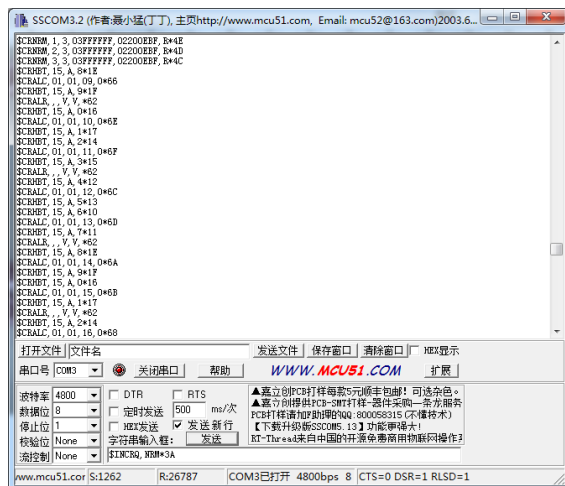 SSCOM3.2 (作者:聂小猛(丁丁), 主页http://www.mcu51.com, Email: mcu52@163.com)2003.6...
$CRNRM, 1, 3, 03FFFFFF, 02200EBF, R*4E
$CRNRM, 2, 3, 03FFFFFF, 02200EBF, R*4D
$CRNRM, 3, 3, 03FFFFFF, 02200EBF, R*4C
$CRHBT, 15, A, 8*1E
$CRALC, 01, 01, 09, 0*66
$CRHBT, 15, A, 9*1F
$CRALR, , , V, V, *62
$CRHBT, 15, A, 0*16
$CRALC, 01, 01, 10, 0*6E
$CRHBT, 15, A, 1*17
$CRHBT, 15, A, 2*14
$CRALC, 01, 01, 11, 0*6F
$CRHBT, 15, A, 3*15
$CRALR, , , V, V, *62
$CRHBT, 15, A, 4*12
$CRALC, 01, 01, 12, 0*6C
$CRHBT, 15, A, 5*13
$CRHBT, 15, A, 6*10
$CRALC, 01, 01, 13, 0*6D
$CRHBT, 15, A, 7*11
$CRALR, , , V, V, *62
$CRHBT, 15, A, 8*1E
$CRALC, 01, 01, 14, 0*6A
$CRHBT, 15, A, 9*1F
$CRHBT, 15, A, 0*16
$CRALC, 01, 01, 15, 0*6B
$CRHBT, 15, A, 1*17
$CRALR, , , V, V, *62
$CRHBT, 15, A, 2*14
$CRALC, 01, 01, 16, 0*68
打开文件 文件名 发送文件 保存窗口 清除窗口 HEX显示
串口号 COM3 关闭串口 帮助 WWW.MCU51.COM 扩展
波特率 4800 DTR RTS
数据位 8 定时发送 500 ms/次
停止位 1 HEX发送 发送新行
校验位 None 字符串输入框: 发送
流控制 None $INCRQ,NRM*3A
▲嘉立创PCB打样每款5元顺丰包邮! 可选杂色。
▲嘉立创提供PCB-SMT打样-器件采购一条龙服务
PCB打样请加PB助理的QQ:800058315(不懂技术)
【下载升级版SSCOM5.13】功能更强大!
RT-Thread来自中国的开源免费商用物联网操作系
www.mcu51.cor S:1262 R:26787 COM3已打开 4800bps 8 CTS=0 DSR=1 RLSD=1